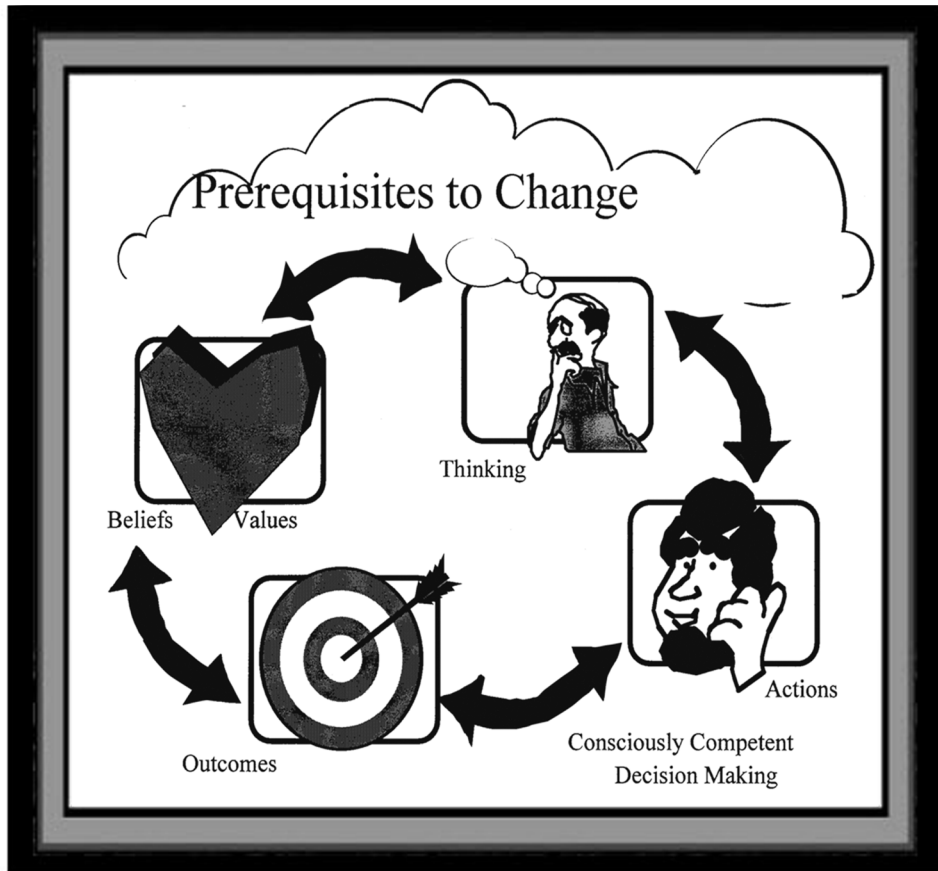 Prerequisites to Change
Thinking
Beliefs Values
Actions
Outcomes
Consciously Competent
Decision Making